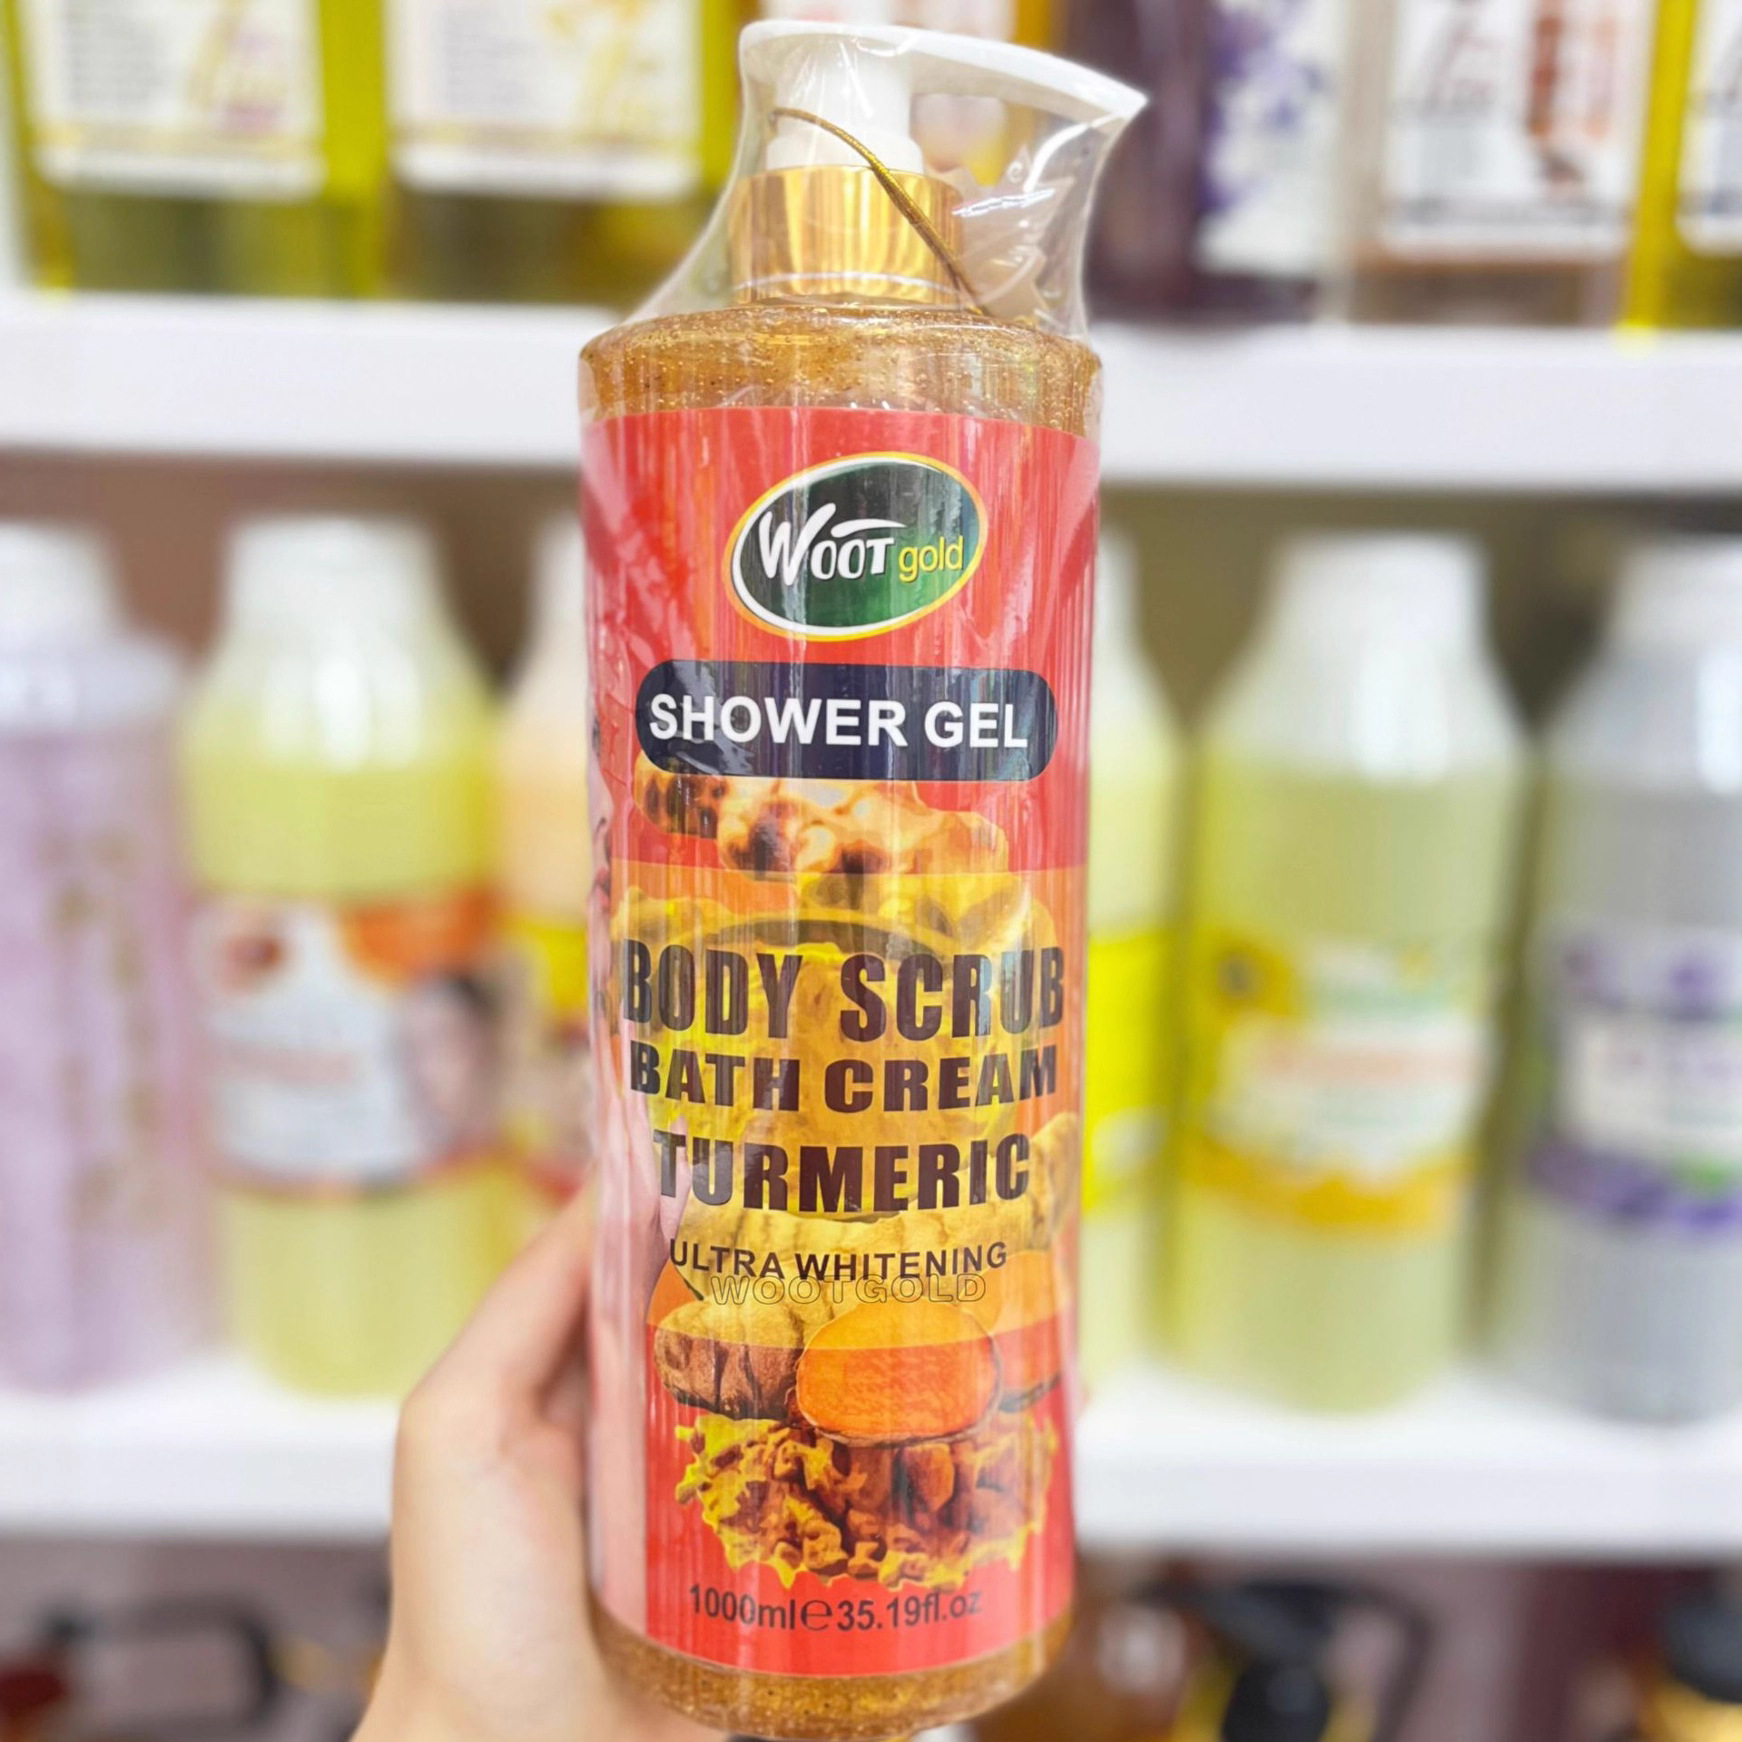 WOOT gold
SHOWER GEL
BODY SCRUB
BATH CREAM
TURMERIC
ULTRA WHITENING
WOOTGOLD
1000ml℮35.19fl.oz